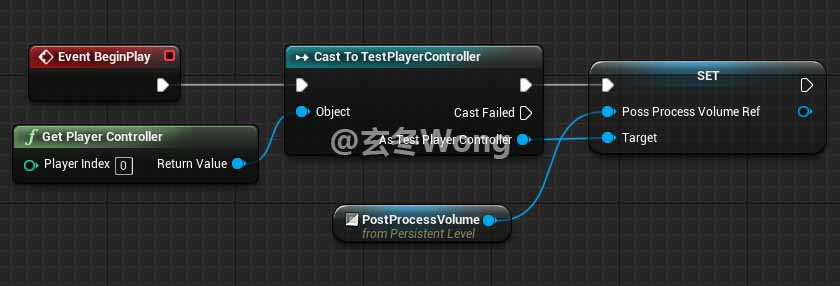 Event BeginPlay
Cast To TestPlayerController
SET
Object
Cast Failed
As Test Player Controller
Poss Process Volume Ref
Target
f Get Player Controller
Player Index 0
Return Value
@玄冬Wong
PostProcessVolume
from Persistent Level